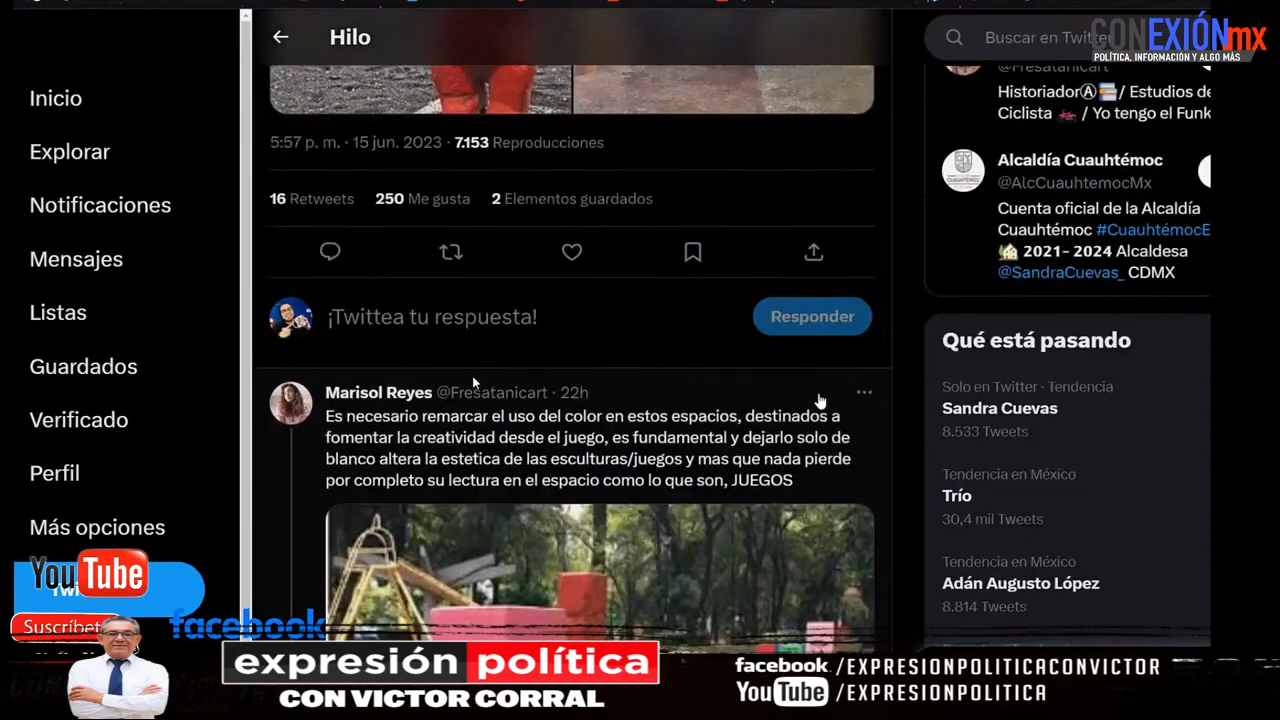 Hilo
Buscar en Twitter
CONEXIÓNmx
POLÍTICA, INFORMACIÓN Y ALGO MÁS
Inicio
Explorar
Notificaciones
Mensajes
Listas
Guardados
Verificado
Perfil
Más opciones
5:57 p. m. · 15 jun. 2023 · 7.153 Reproducciones
16 Retweets 250 Me gusta 2 Elementos guardados
¡Twittea tu respuesta!
Responder
Marisol Reyes @Fresatanicart · 22h
Es necesario remarcar el uso del color en estos espacios, destinados a
fomentar la creatividad desde el juego, es fundamental y dejarlo solo de
blanco altera la estetica de las esculturas/juegos y mas que nada pierde
por completo su lectura en el espacio como lo que son, JUEGOS
@Fresatanicart
HistoriadorⒶ📚/ Estudios de
Ciclista 🚲 / Yo tengo el Funk
Alcaldía Cuauhtémoc
@AlcCuauhtemocMx
Cuenta oficial de la Alcaldía
Cuauhtémoc #CuauhtémocE
🏡 2021- 2024 Alcaldesa
@SandraCuevas_ CDMX
Qué está pasando
Solo en Twitter · Tendencia
Sandra Cuevas
8.533 Tweets
Tendencia en México
Trío
30,4 mil Tweets
Tendencia en México
Adán Augusto López
8.814 Tweets
YouTube
Suscríbet
facebook
expresión política
CON VICTOR CORRAL
facebook /EXPRESIONPOLITICACONVICTOR
YouTube /EXPRESIONPOLITICA